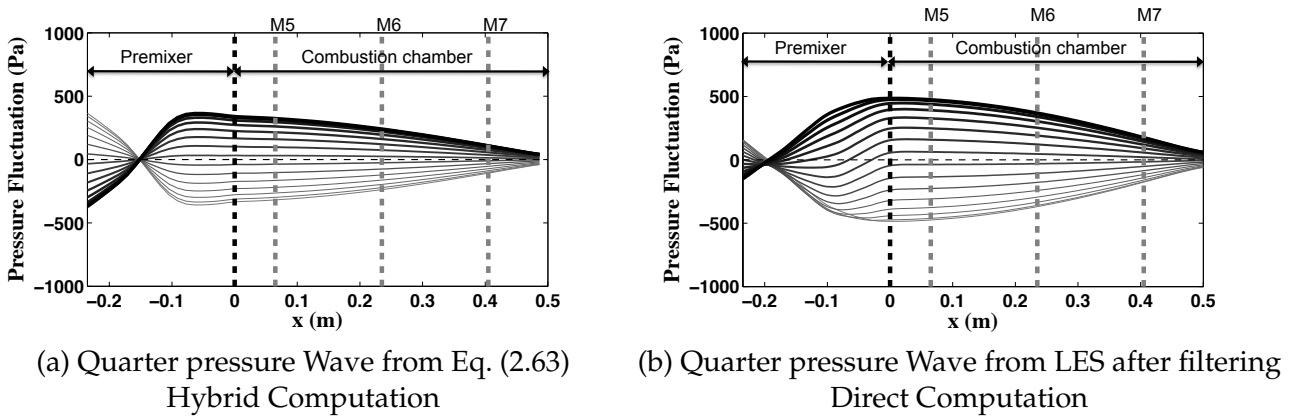 M5 M6 M7
1000
Premixer Combustion chamber
500
0
−500
−1000
−0.2 −0.1 0 0.1 0.2 0.3 0.4 0.5
x (m)
Pressure Fluctuation (Pa)
(a) Quarter pressure Wave from Eq. (2.63)
Hybrid Computation
M5 M6 M7
1000
Premixer Combustion chamber
500
0
−500
−1000
−0.2 −0.1 0 0.1 0.2 0.3 0.4 0.5
x (m)
Pressure Fluctuation (Pa)
(b) Quarter pressure Wave from LES after filtering
Direct Computation